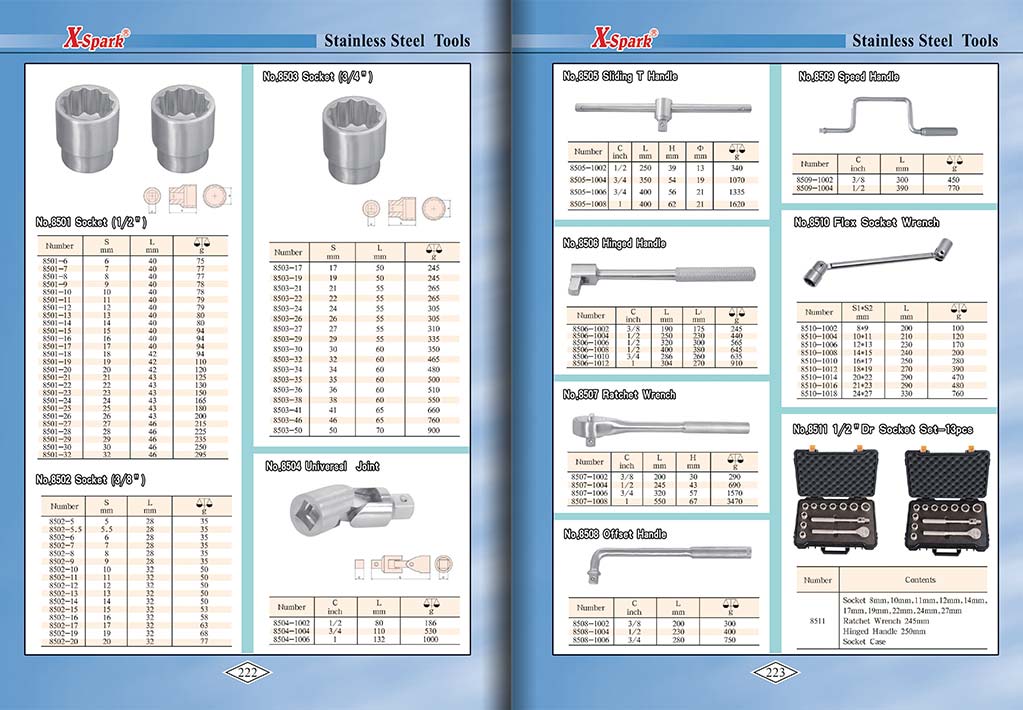 X-Spark®
Stainless Steel Tools
No.8501 Socket (1/2")
Number S mm L mm g
8501-6 6 40 75
8501-7 7 40 77
8501-8 8 40 77
8501-9 9 40 78
8501-10 10 40 78
8501-11 11 40 79
8501-12 12 40 79
8501-13 13 40 80
8501-14 14 40 80
8501-15 15 40 94
8501-16 16 40 94
8501-17 17 40 94
8501-18 18 42 94
8501-19 19 42 110
8501-20 20 42 120
8501-21 21 43 125
8501-22 22 43 130
8501-23 23 43 150
8501-24 24 43 165
8501-25 25 43 180
8501-26 26 43 200
8501-27 27 46 215
8501-28 28 46 225
8501-29 29 46 235
8501-30 30 46 250
8501-32 32 46 295
No.8502 Socket (3/8")
Number S mm L mm g
8502-5 5 28 35
8502-5.5 5.5 28 35
8502-6 6 28 35
8502-7 7 28 35
8502-8 8 28 35
8502-9 9 28 35
8502-10 10 32 50
8502-11 11 32 50
8502-12 12 32 50
8502-13 13 32 50
8502-14 14 32 50
8502-15 15 32 53
8502-16 16 32 58
8502-17 17 32 63
8502-19 19 32 68
8502-20 20 32 77
No.8503 Socket (3/4")
Number S mm L mm g
8503-17 17 50 245
8503-19 19 50 245
8503-21 21 55 265
8503-22 22 55 265
8503-24 24 55 305
8503-26 26 55 305
8503-27 27 55 310
8503-29 29 55 335
8503-30 30 60 350
8503-32 32 60 465
8503-34 34 60 480
8503-35 35 60 500
8503-36 36 60 510
8503-38 38 60 550
8503-41 41 65 660
8503-46 46 65 760
8503-50 50 70 900
No.8504 Universal Joint
Number C inch L mm g
8504-1002 1/2 80 186
8504-1004 3/4 110 530
8504-1006 1 132 1000
222
X-Spark®
Stainless Steel Tools
No.8505 Sliding T Handle
Number C inch L mm H mm Φ mm g
8505-1002 1/2 250 39 13 340
8505-1004 3/4 350 54 19 1070
8505-1006 3/4 400 56 21 1335
8505-1008 1 400 62 21 1620
No.8506 Hinged Handle
Number C inch L mm L1 mm g
8506-1002 3/8 190 175 245
8506-1004 1/2 250 230 440
8506-1006 1/2 320 300 565
8506-1008 1/2 400 380 645
8506-1010 3/4 286 260 635
8506-1012 1 304 270 910
No.8507 Ratchet Wrench
Number C inch L mm H mm g
8507-1002 3/8 200 30 290
8507-1004 1/2 245 43 690
8507-1006 3/4 320 57 1570
8507-1008 1 550 67 3470
No.8508 Offset Handle
Number C inch L mm g
8508-1002 3/8 200 300
8508-1004 1/2 230 400
8508-1006 3/4 280 750
No.8509 Speed Handle
Number C inch L mm g
8509-1002 3/8 300 450
8509-1004 1/2 390 770
No.8510 Flex Socket Wrench
Number S1*S2 mm L mm g
8510-1002 8*9 200 100
8510-1004 10*11 210 120
8510-1006 12*13 230 170
8510-1008 14*15 240 200
8510-1010 16*17 250 280
8510-1012 18*19 270 390
8510-1014 20*22 290 470
8510-1016 21*23 290 480
8510-1018 24*27 330 760
No.8511 1/2" Dr Socket Set-13pcs
Number Contents
8511 Socket 8mm,10mm,11mm,12mm,14mm,
17mm,19mm,22mm,24mm,27mm
Ratchet Wrench 245mm
Hinged Handle 250mm
Socket Case
223